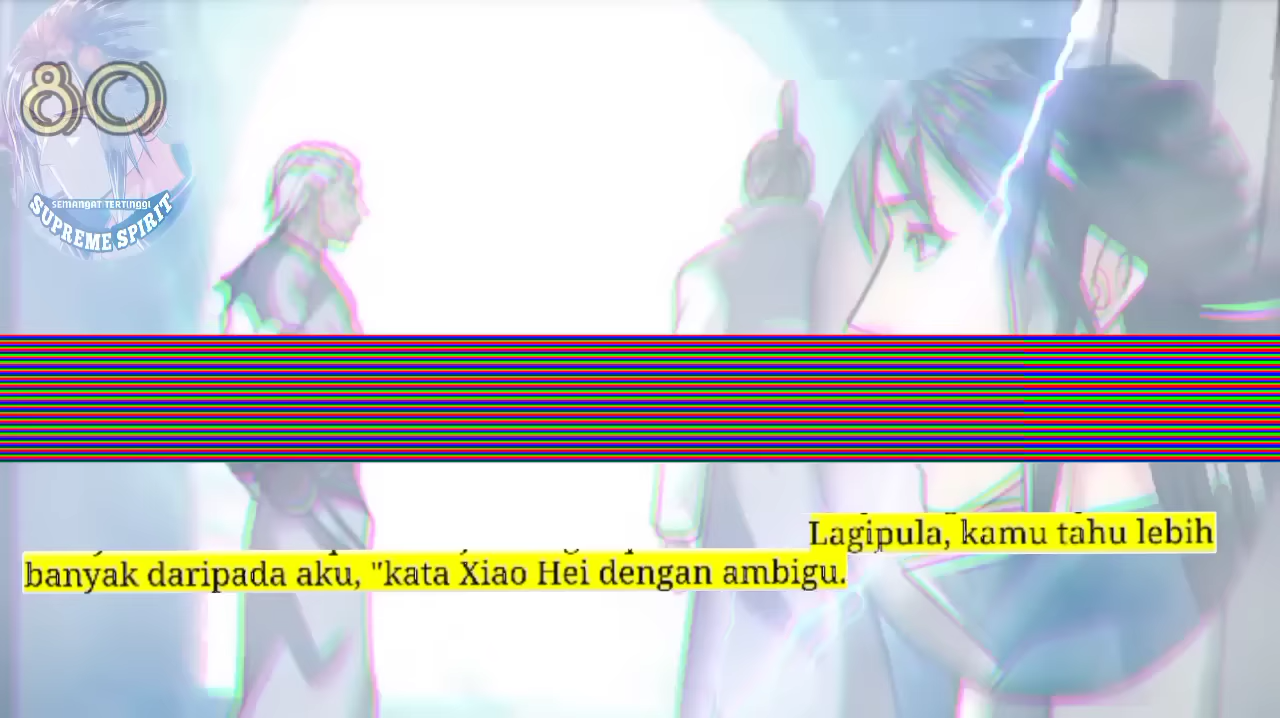 80
SEMANGAT TERTINGGI
SUPREME SPIRIT
Lagipula, kamu tahu lebih
banyak daripada aku, "kata Xiao Hei dengan ambigu.